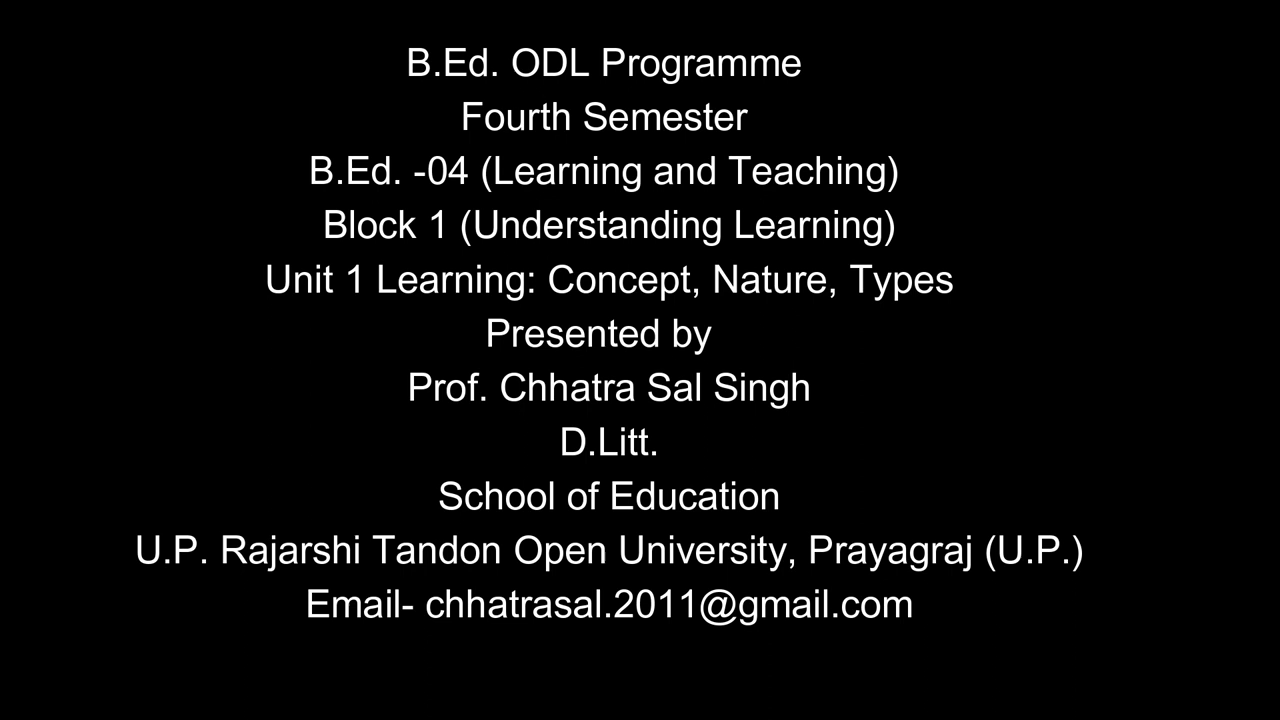 B.Ed. ODL Programme
Fourth Semester
B.Ed. -04 (Learning and Teaching)
Block 1 (Understanding Learning)
Unit 1 Learning: Concept, Nature, Types
Presented by
Prof. Chhatra Sal Singh
D.Litt.
School of Education
U.P. Rajarshi Tandon Open University, Prayagraj (U.P.)
Email- chhatrasal.2011@gmail.com